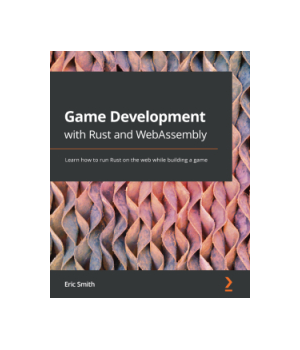 Game Development
with Rust and WebAssembly
Learn how to run Rust on the web while building a game
Eric Smith